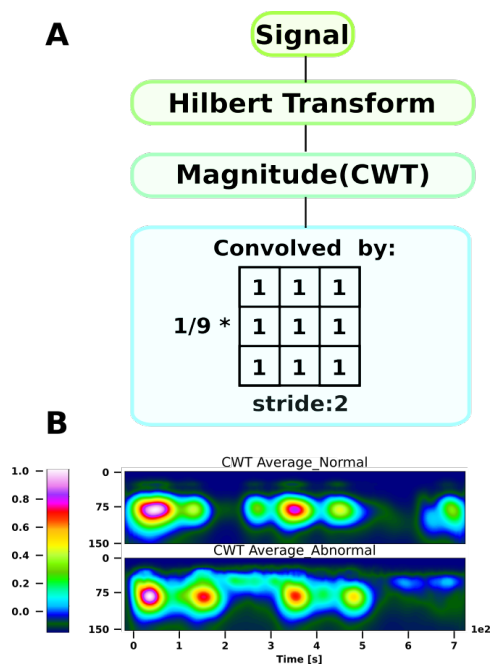 A
Signal
Hilbert Transform
Magnitude(CWT)
Convolved by:
1 1 1
1/9 * 1 1 1
1 1 1
stride:2
B
CWT Average_Normal
1.0
0.8
0.6
0.4
0.2
0.0
0
75
150
CWT Average_Abnormal
0
75
150
0 1 2 3 4 5 6 7
1e2
Time [s]